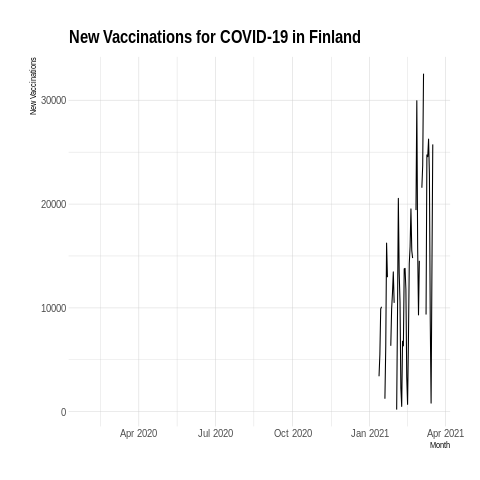 New Vaccinations for COVID-19 in Finland
New Vaccinations
30000
20000
10000
0
Apr 2020 Jul 2020 Oct 2020 Jan 2021 Apr 2021
Month